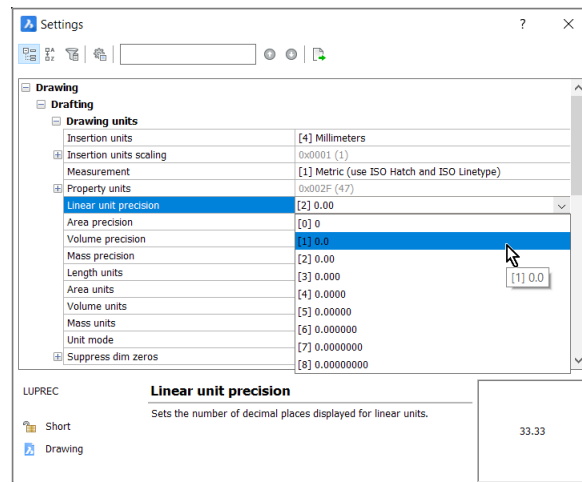 Settings ? ×
Drawing
Drafting
Drawing units
Insertion units [4] Millimeters
Insertion units scaling 0x0001 (1)
Measurement [1] Metric (use ISO Hatch and ISO Linetype)
Property units 0x002F (47)
Linear unit precision [2] 0.00
Area precision [0] 0
Volume precision [1] 0.0
Mass precision [2] 0.00
Length units [3] 0.000 [1] 0.0
Area units [4] 0.0000
Volume units [5] 0.00000
Mass units [6] 0.000000
Unit mode [7] 0.0000000
Suppress dim zeros [8] 0.00000000
LUPREC Linear unit precision
Sets the number of decimal places displayed for linear units.
Short 33.33
Drawing